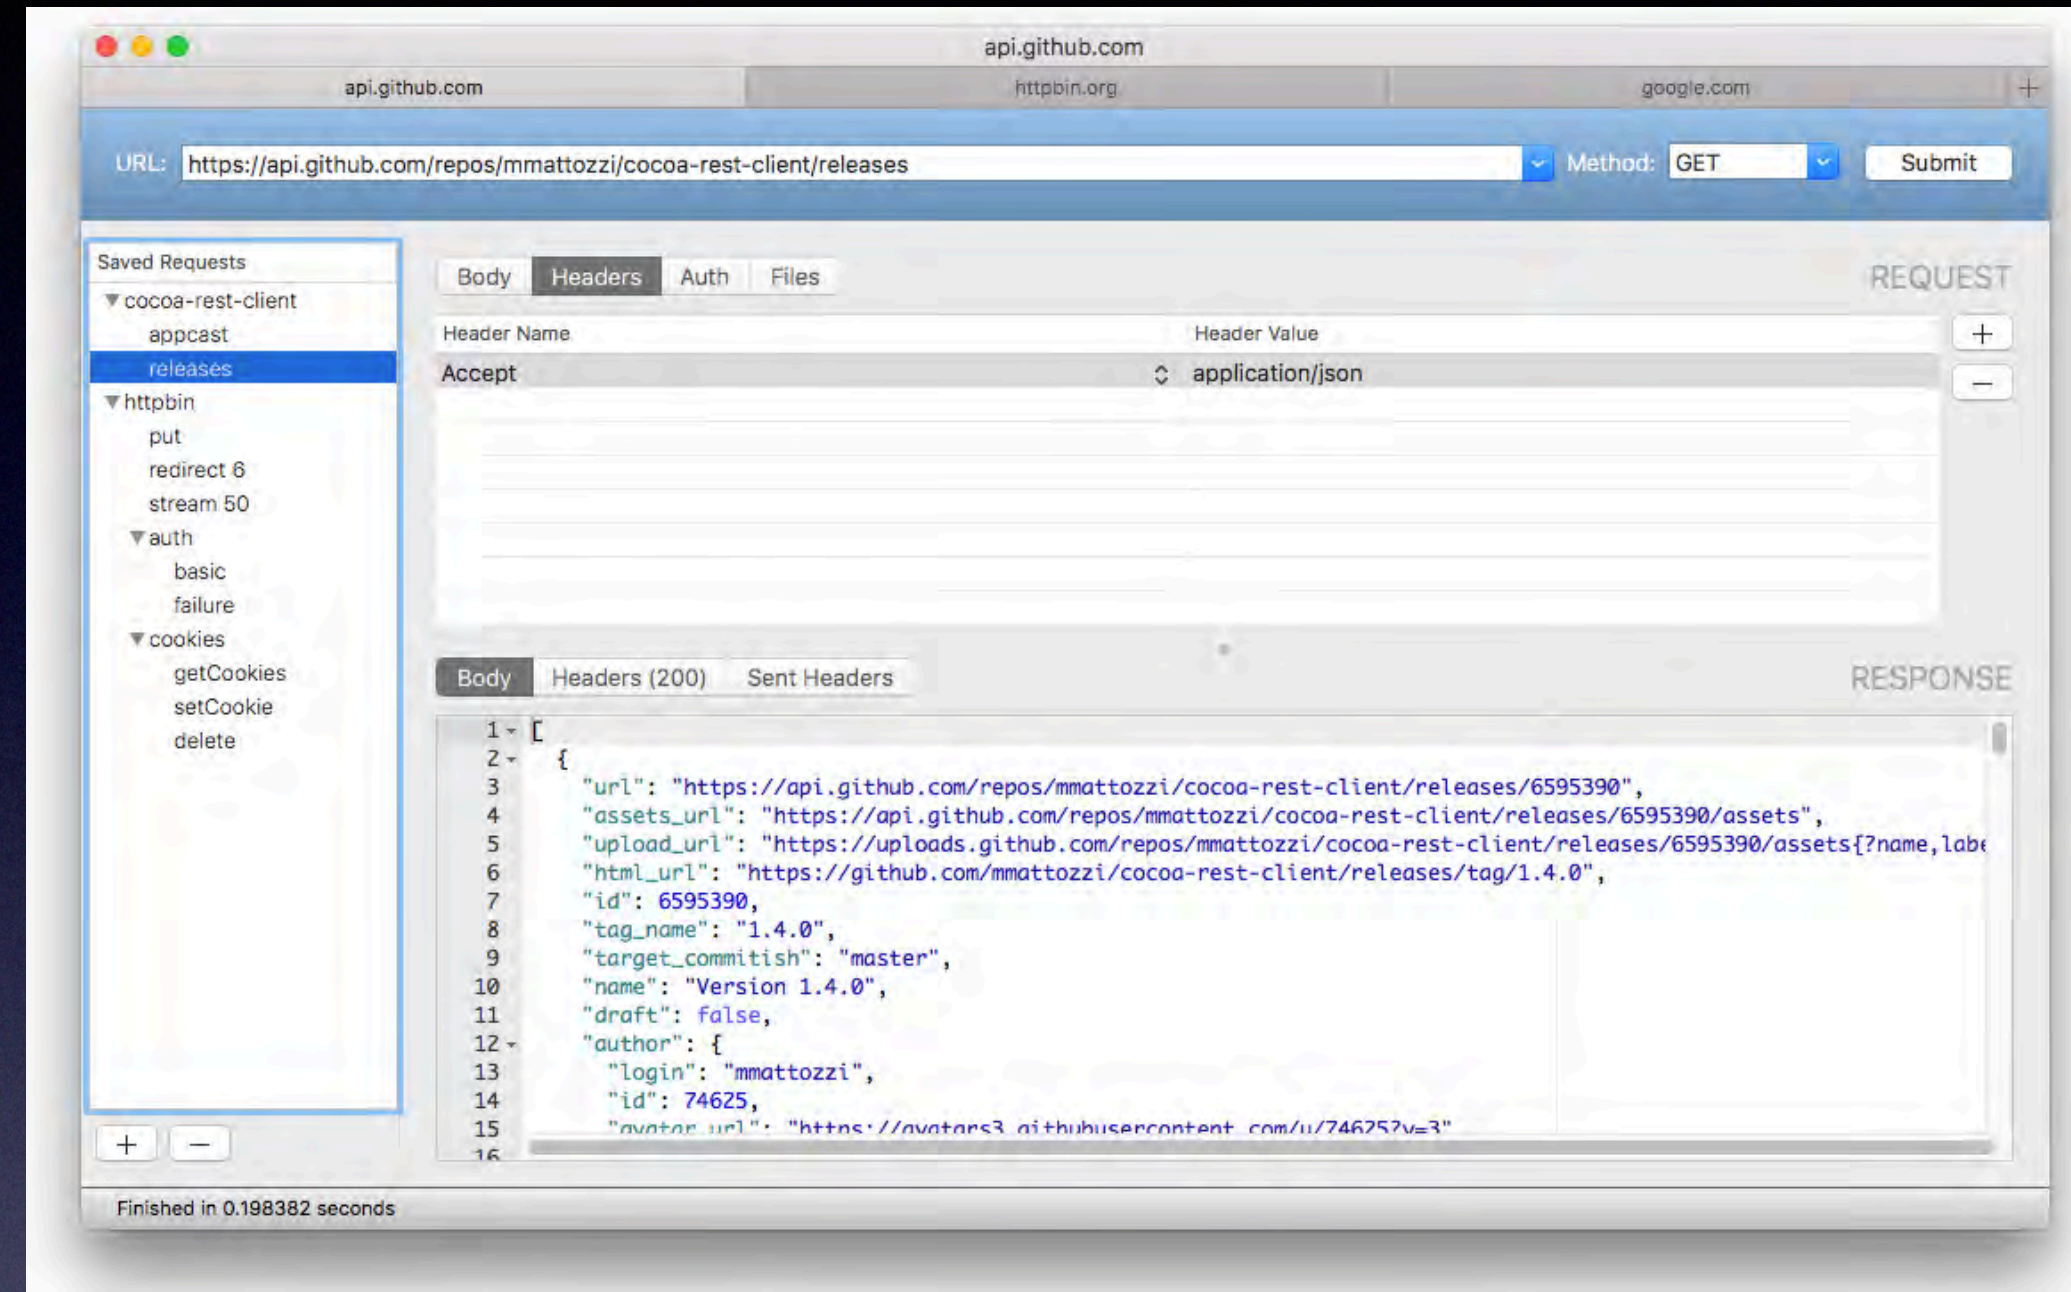 api.github.com
api.github.com
httpbin.org
google.com
+
URL: https://api.github.com/repos/mmattozzi/cocoa-rest-client/releases Method: GET Submit
Saved Requests
cocoa-rest-client
appcast
releases
httpbin
put
redirect 6
stream 50
auth
basic
failure
cookies
getCookies
setCookie
delete
+ −
Body Headers Auth Files REQUEST
Header Name Header Value +
Accept application/json −
Body Headers (200) Sent Headers RESPONSE
1 [
2 {
3 "url": "https://api.github.com/repos/mmattozzi/cocoa-rest-client/releases/6595390",
4 "assets_url": "https://api.github.com/repos/mmattozzi/cocoa-rest-client/releases/6595390/assets",
5 "upload_url": "https://uploads.github.com/repos/mmattozzi/cocoa-rest-client/releases/6595390/assets{?name,labe
6 "html_url": "https://github.com/mmattozzi/cocoa-rest-client/releases/tag/1.4.0",
7 "id": 6595390,
8 "tag_name": "1.4.0",
9 "target_commitish": "master",
10 "name": "Version 1.4.0",
11 "draft": false,
12 "author": {
13 "login": "mmattozzi",
14 "id": 74625,
15 "avatar_url": "https://avatars3.githubusercontent.com/u/74625?v=3"
16
Finished in 0.198382 seconds